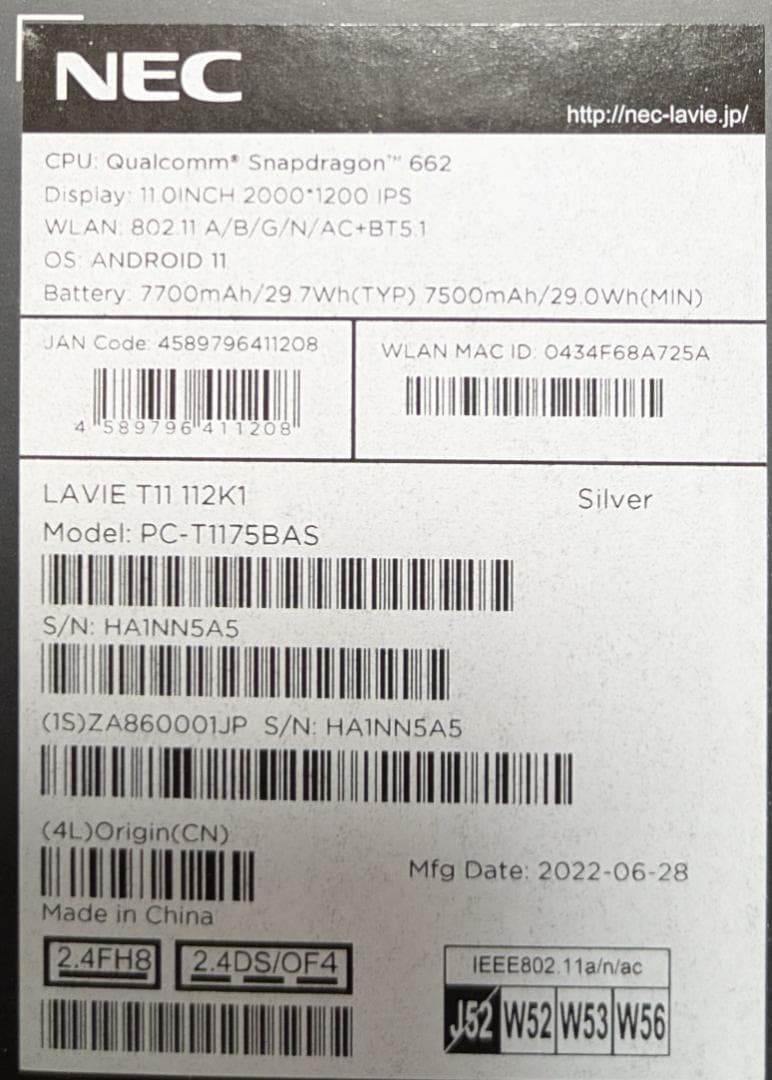 NEC
http://nec-lavie.jp/
CPU: Qualcomm® Snapdragon™ 662
Display: 11.0INCH 2000*1200 IPS
WLAN: 802.11 A/B/G/N/AC+BT5.1
OS: ANDROID 11
Battery: 7700mAh/29.7Wh(TYP) 7500mAh/29.0Wh(MIN)
JAN Code: 4589796411208
4 589796 411208
WLAN MAC ID: 0434F68A725A
LAVIE T11 112K1
Silver
Model: PC-T1175BAS
S/N: HA1NN5A5
(1S)ZA860001JP S/N: HA1NN5A5
(4L)Origin(CN)
Mfg Date: 2022-06-28
Made in China
2.4FH8
2.4DS/OF4
IEEE802.11a/n/ac
J52 W52 W53 W56